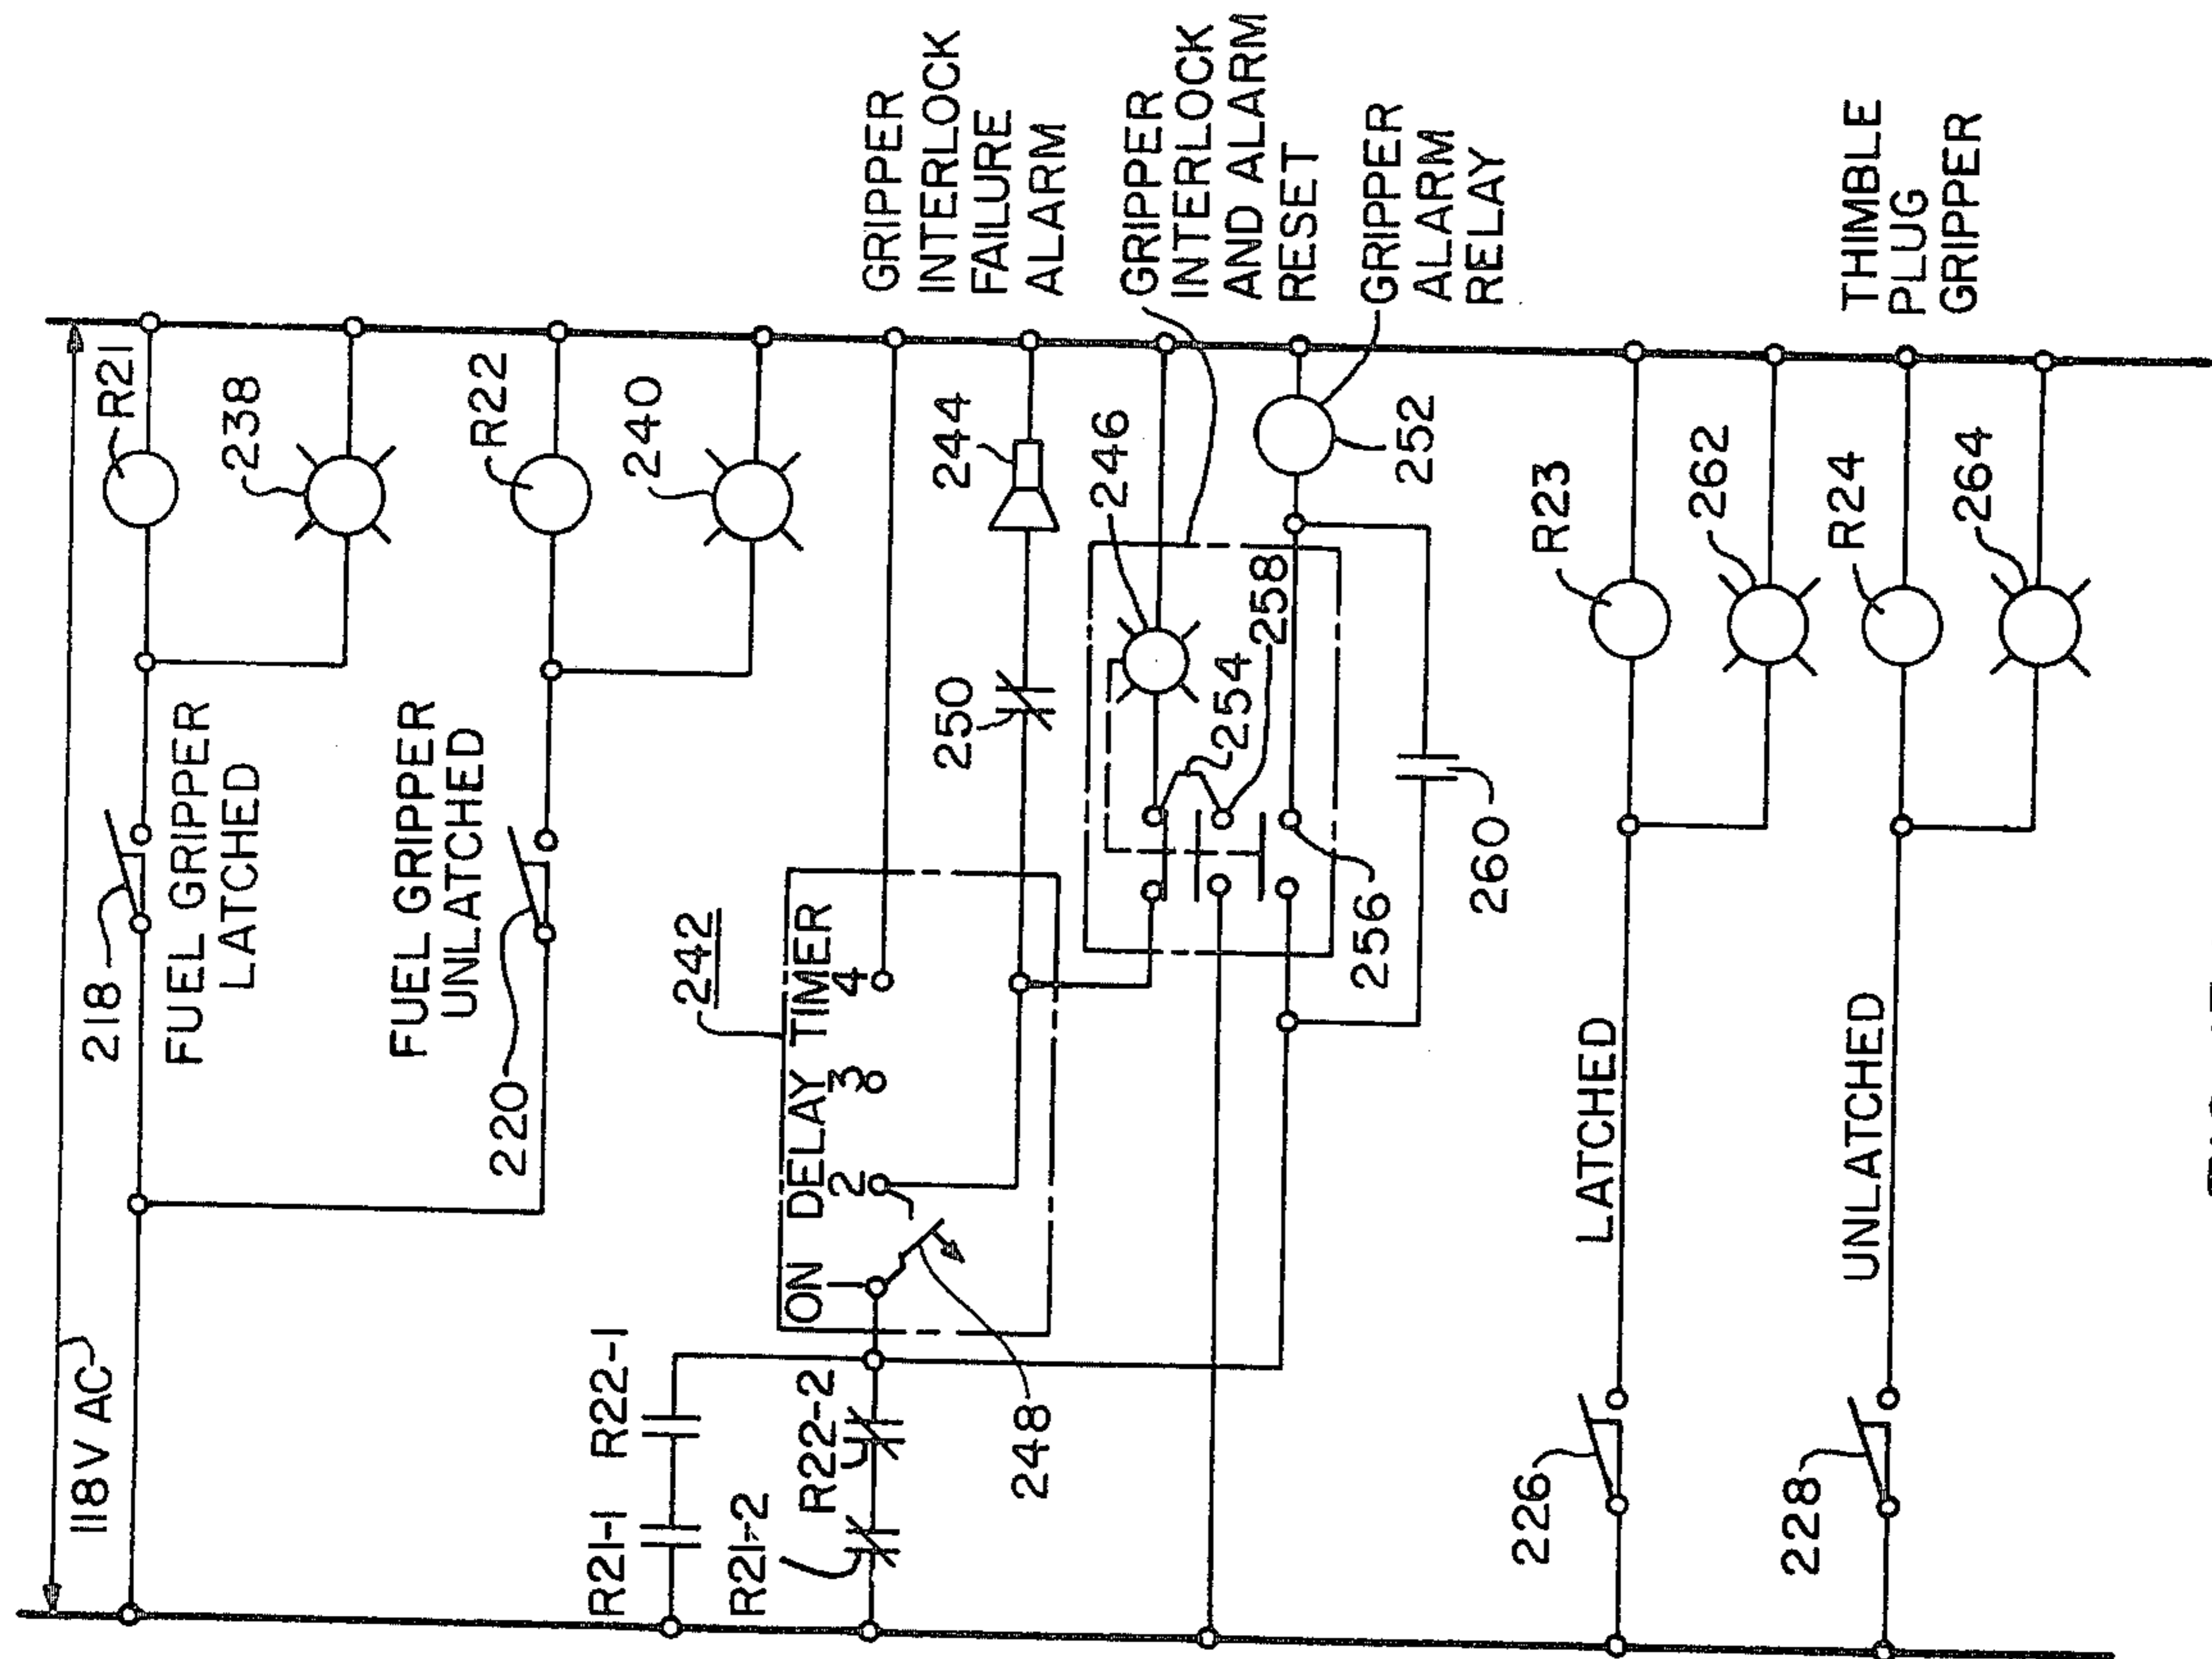 118V AC
R21
218
FUEL GRIPPER
LATCHED
238
R22
FUEL GRIPPER
UNLATCHED
220
240
R21-1 R22-1
242
ON DELAY TIMER
2 3 4
R21-2
R22-2
248
GRIPPER
INTERLOCK
FAILURE
ALARM
250
244
246
GRIPPER
INTERLOCK
AND ALARM
RESET
254
258
256
260
252
GRIPPER
ALARM
RELAY
R23
LATCHED
226
262
THIMBLE
PLUG
GRIPPER
R24
UNLATCHED
228
264